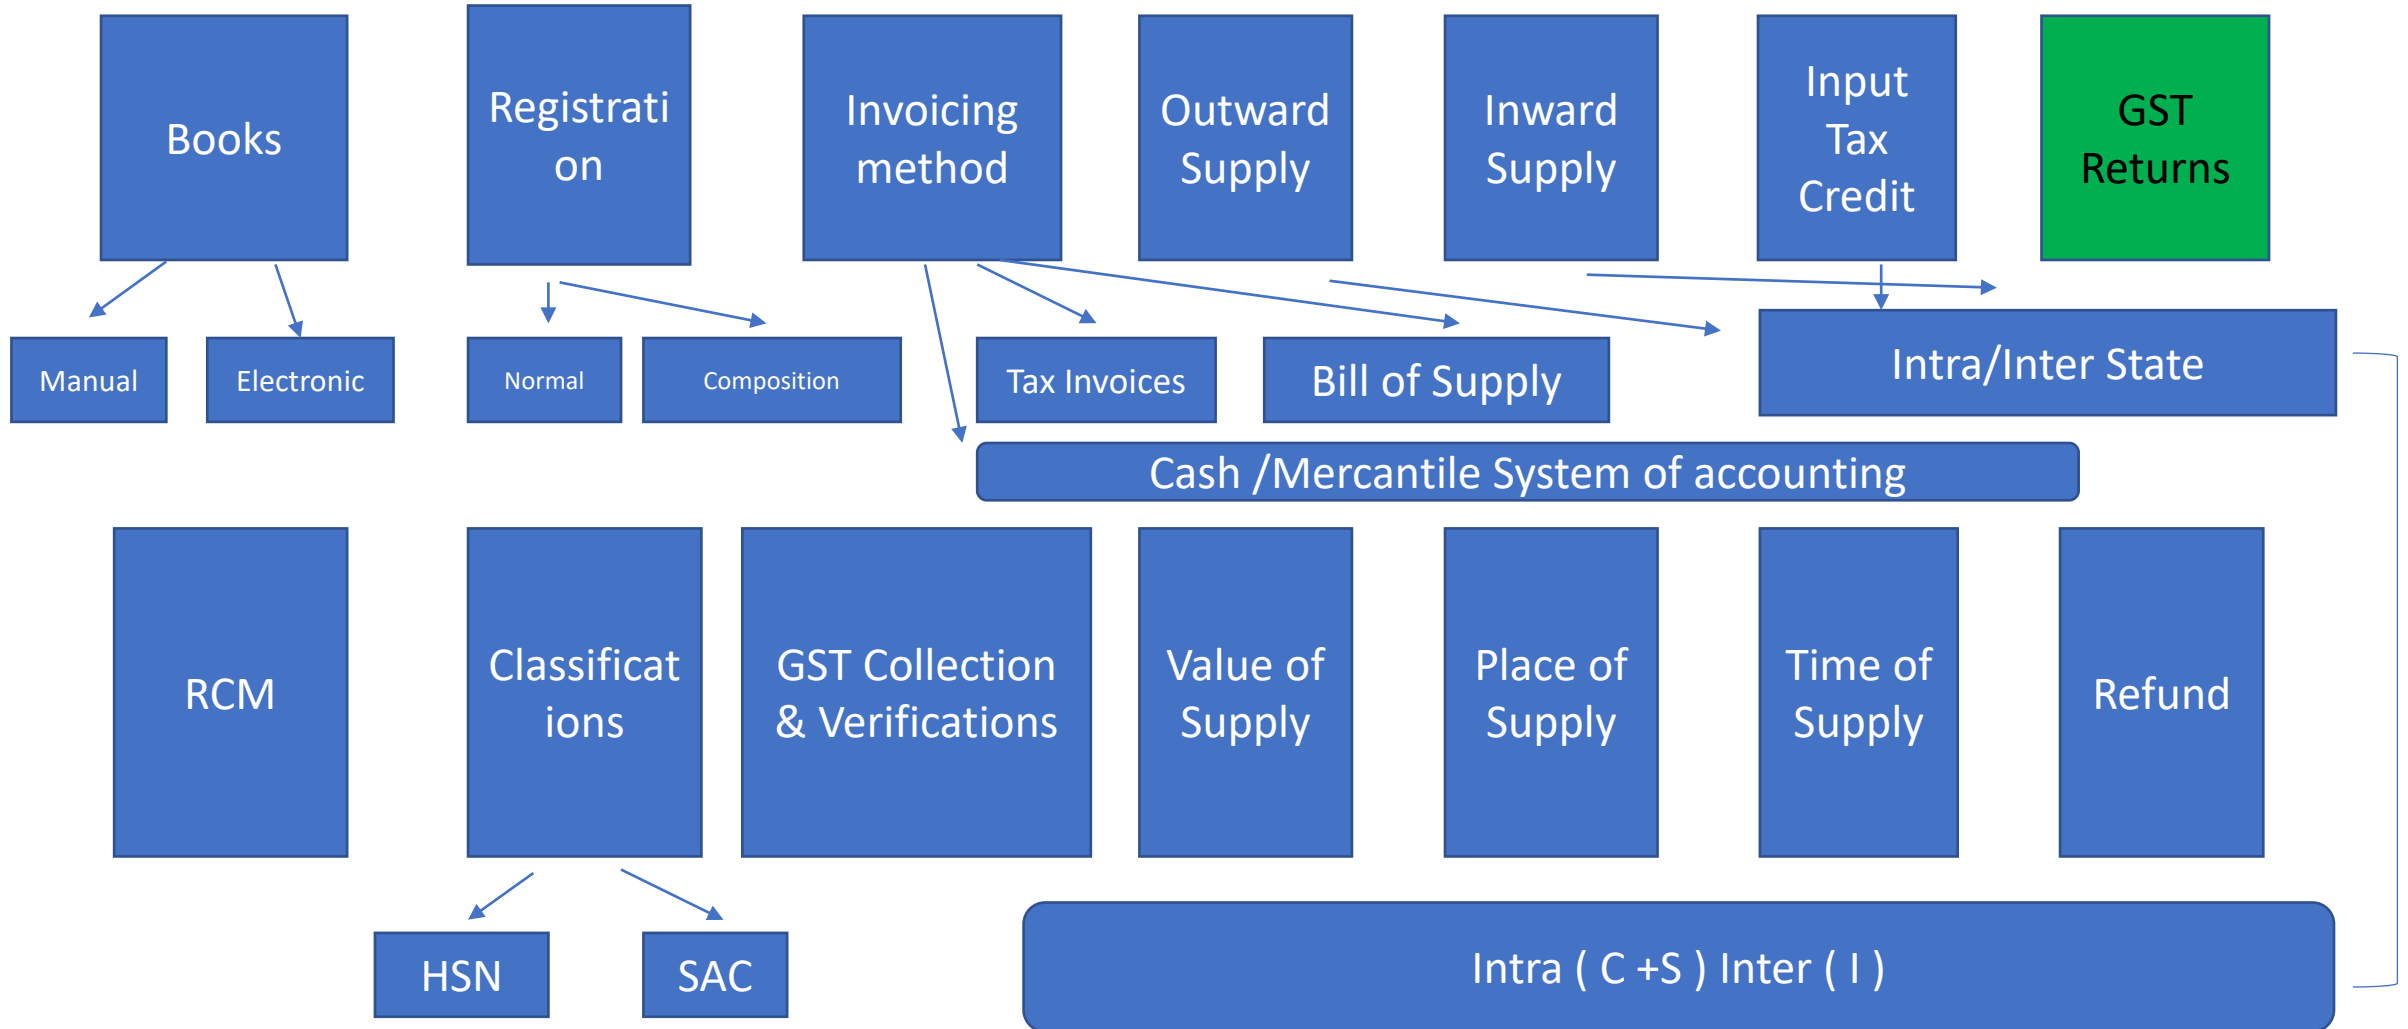 Books
Registrati
on
Invoicing
method
Outward
Supply
Inward
Supply
Input
Tax
Credit
GST
Returns
Manual
Electronic
Normal
Composition
Tax Invoices
Bill of Supply
Intra/Inter State
Cash /Mercantile System of accounting
RCM
Classificat
ions
GST Collection
& Verifications
Value of
Supply
Place of
Supply
Time of
Supply
Refund
HSN
SAC
Intra ( C +S ) Inter ( I )